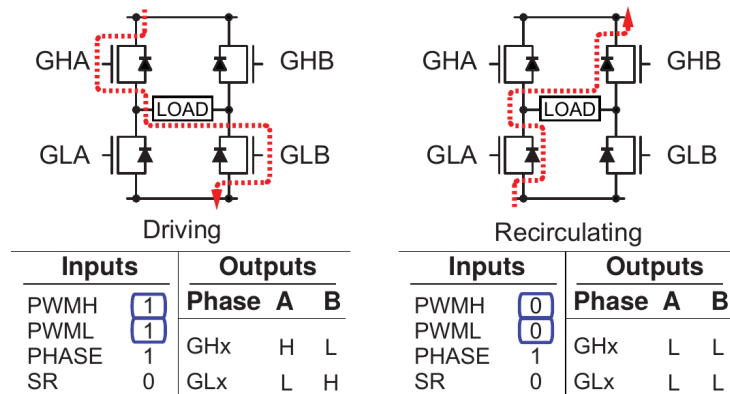 GHA GHB GHA GHB
LOAD LOAD
GLA GLB GLA GLB
Driving Recirculating
Inputs Outputs Inputs Outputs
PWMH 1 Phase A B PWMH 0 Phase A B
PWML 1 PWML 0
GHx H L GHx L L
PHASE 1 PHASE 1
SR 0 GLx L H SR 0 GLx L L